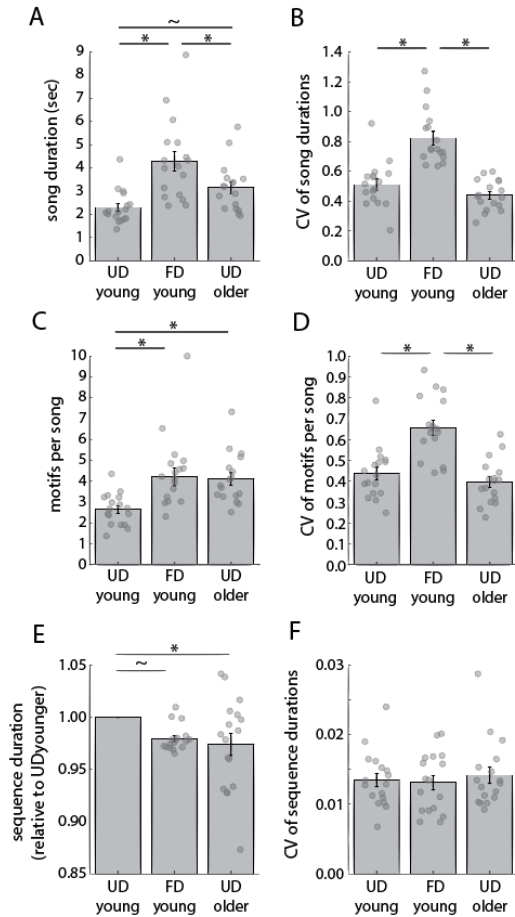 A
~
*
*
song duration (sec)
9
8
7
6
5
4
3
2
1
0
UD
young
FD
young
UD
older
B
*
*
CV of song durations
1.4
1.2
1.0
0.8
0.6
0.4
0.2
0.0
UD
young
FD
young
UD
older
C
*
*
motifs per song
10
9
8
7
6
5
4
3
2
1
0
UD
young
FD
young
UD
older
D
*
*
CV of motifs per song
1.0
0.9
0.8
0.7
0.6
0.5
0.4
0.3
0.2
0.1
0.0
UD
young
FD
young
UD
older
E
*
~
sequence duration
(relative to UDyounger)
1.05
1.00
0.95
0.90
0.85
UD
young
FD
young
UD
older
F
CV of sequence durations
0.03
0.02
0.01
0.00
UD
young
FD
young
UD
older